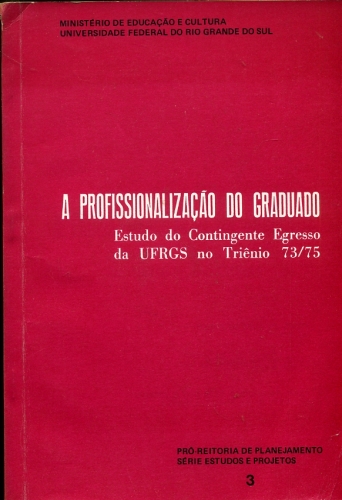 MINISTÉRIO DE EDUCAÇÃO E CULTURA
UNIVERSIDADE FEDERAL DO RIO GRANDE DO SUL
A PROFISSIONALIZAÇÃO DO GRADUADO
Estudo do Contingente Egresso
da UFRGS no Triênio 73/75
PRÓ-REITORIA DE PLANEJAMENTO
SÉRIE ESTUDOS E PROJETOS
3